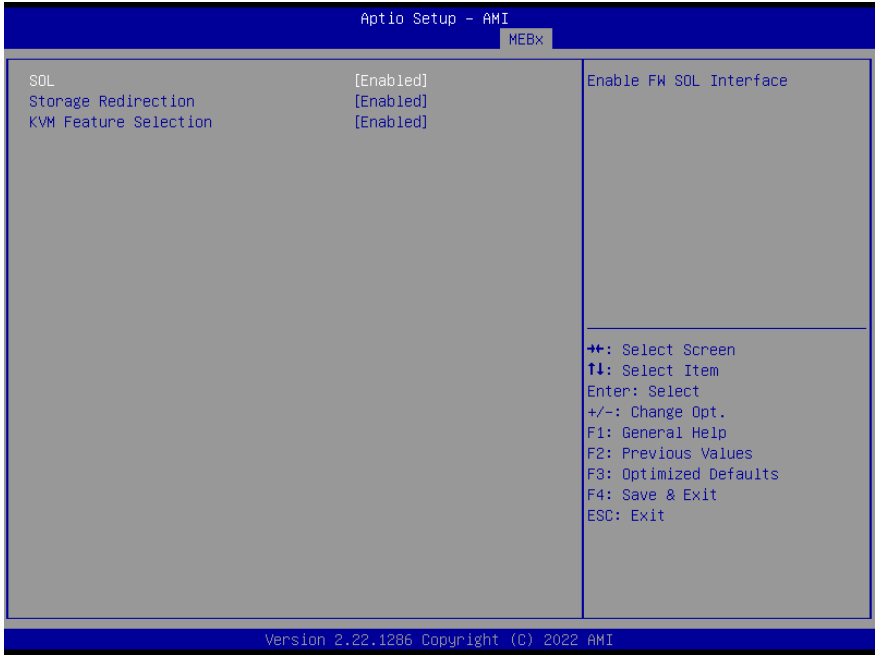 Aptio Setup – AMI
MEBx
SOL [Enabled] Enable FW SOL Interface
Storage Redirection [Enabled]
KVM Feature Selection [Enabled]
→←: Select Screen
↑↓: Select Item
Enter: Select
+/-: Change Opt.
F1: General Help
F2: Previous Values
F3: Optimized Defaults
F4: Save & Exit
ESC: Exit
Version 2.22.1286 Copyright (C) 2022 AMI